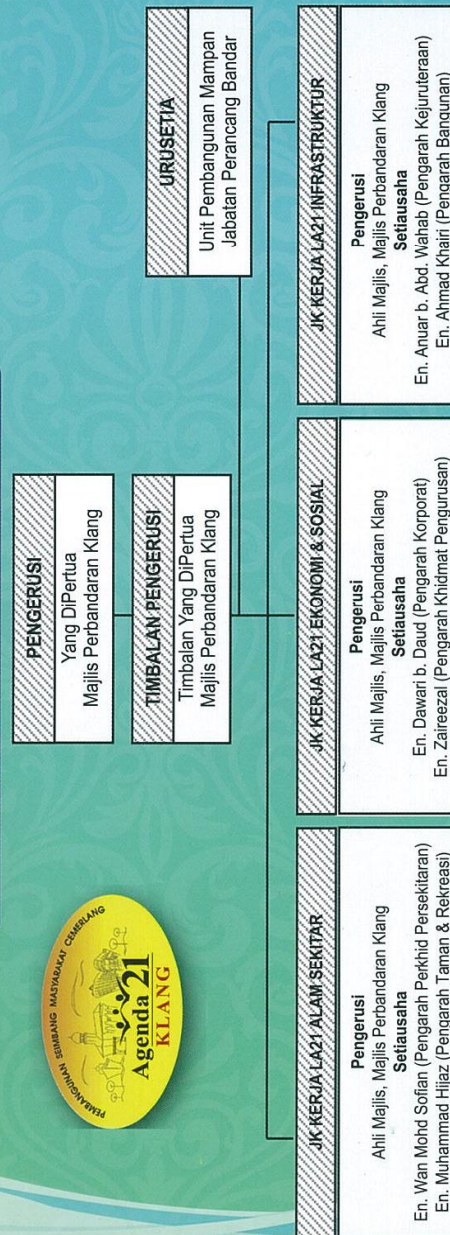 PEMBANGUNAN SEIMBANG MASYARAKAT CEMERLANG
Agenda 21
KLANG
PENGERUSI
Yang DiPertua
Majlis Perbandaran Klang
TIMBALAN PENGERUSI
Timbalan Yang DiPertua
Majlis Perbandaran Klang
URUSETIA
Unit Pembangunan Mampan
Jabatan Perancang Bandar
JK KERJA LA21 ALAM SEKITAR
Pengerusi
Ahli Majlis, Majlis Perbandaran Klang
Setiausaha
En. Wan Mohd Sofian (Pengarah Perkhid Persekitaran)
En. Muhammad Hijaz (Pengarah Taman & Rekreasi)
JK KERJA LA21 EKONOMI & SOSIAL
Pengerusi
Ahli Majlis, Majlis Perbandaran Klang
Setiausaha
En. Dawari b. Daud (Pengarah Korporat)
En. Zaireezal (Pengarah Khidmat Pengurusan)
JK KERJA LA21 INFRASTRUKTUR
Pengerusi
Ahli Majlis, Majlis Perbandaran Klang
Setiausaha
En. Anuar b. Abd. Wahab (Pengarah Kejuruteraan)
En. Ahmad Khairi (Pengarah Bangunan)